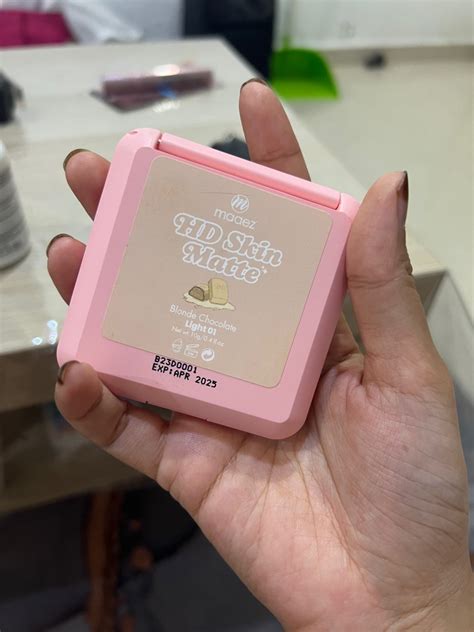 maaez
HD Skin
Matte
Blonde Chocolate
Light 01
B23D0001
EXP:APR 2025